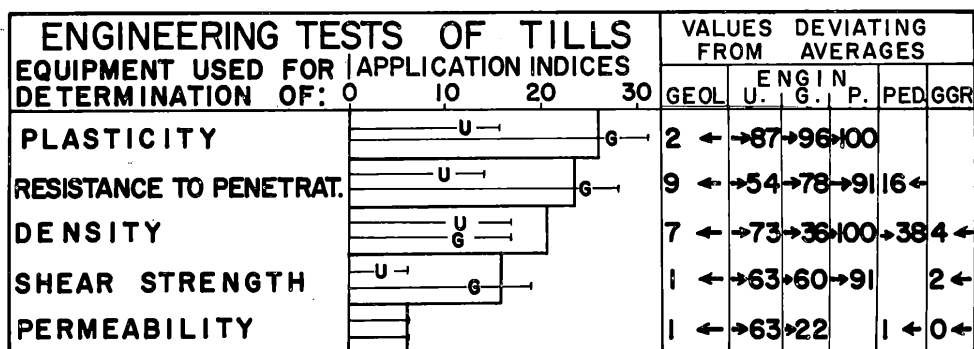 ENGINEERING TESTS OF TILLS
EQUIPMENT USED FOR DETERMINATION OF:
APPLICATION INDICES
0 10 20 30
VALUES DEVIATING FROM AVERAGES
ENGIN
GEOL U. G. P. PED GGR
PLASTICITY U G 2 ← →87 →96 →100
RESISTANCE TO PENETRAT. U G 9 ← →54 →78 →91 16←
DENSITY U G 7 ← →73 →36 →100 →38 4←
SHEAR STRENGTH U G 1 ← →63 →60 →91 2←
PERMEABILITY 1 ← →63 →22 1← 0←